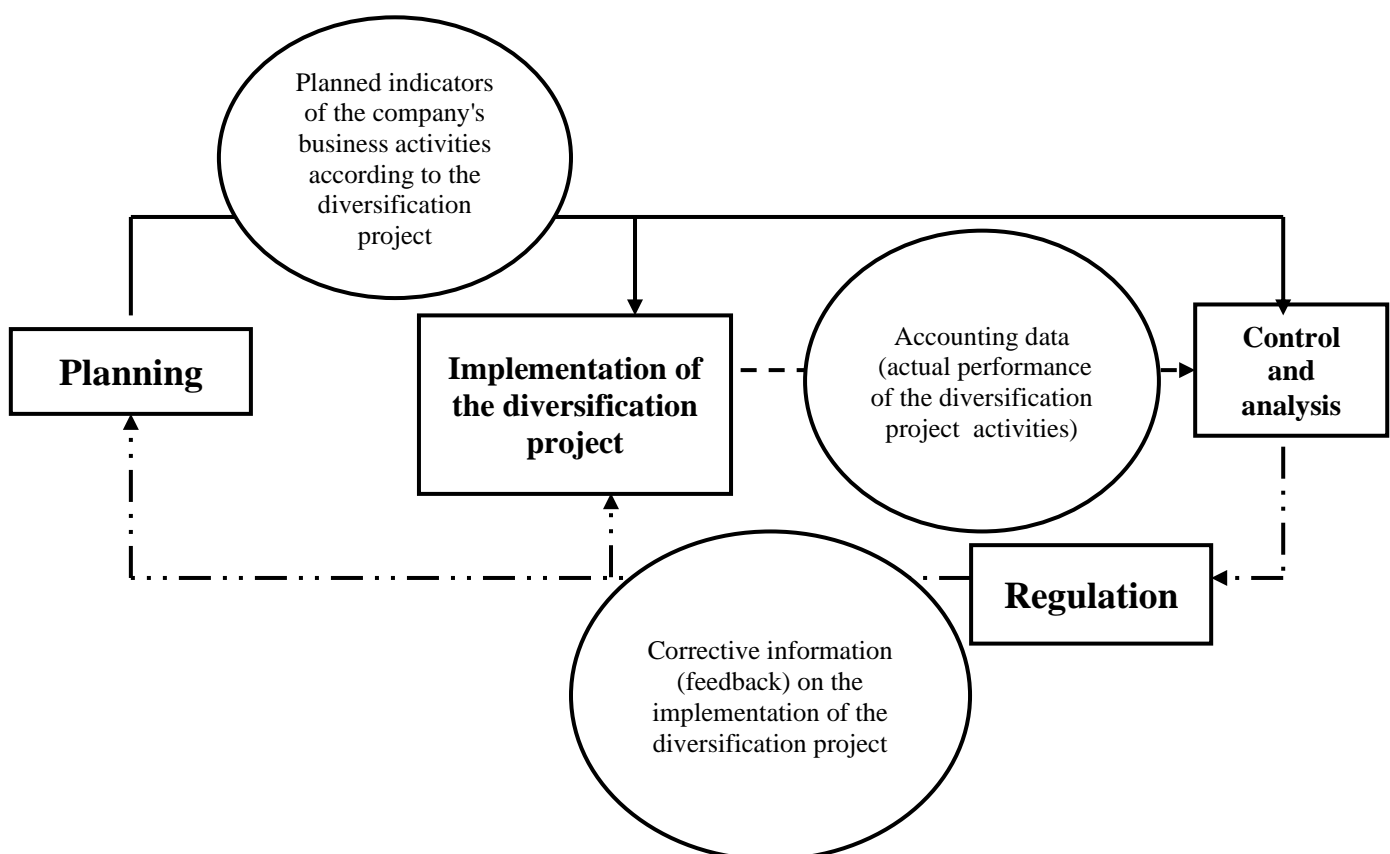 Planned indicators
of the company's
business activities
according to the
diversification
project
Planning
Implementation of
the diversification
project
Accounting data
(actual performance
of the diversification
project activities)
Control
and
analysis
Regulation
Corrective information
(feedback) on the
implementation of the
diversification project